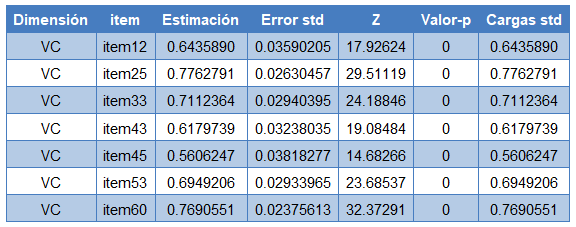 Dimensión item Estimación Error std Z Valor-p Cargas std
VC item12 0.6435890 0.03590205 17.92624 0 0.6435890
VC item25 0.7762791 0.02630457 29.51119 0 0.7762791
VC item33 0.7112364 0.02940395 24.18846 0 0.7112364
VC item43 0.6179739 0.03238035 19.08484 0 0.6179739
VC item45 0.5606247 0.03818277 14.68266 0 0.5606247
VC item53 0.6949206 0.02933965 23.68537 0 0.6949206
VC item60 0.7690551 0.02375613 32.37291 0 0.7690551